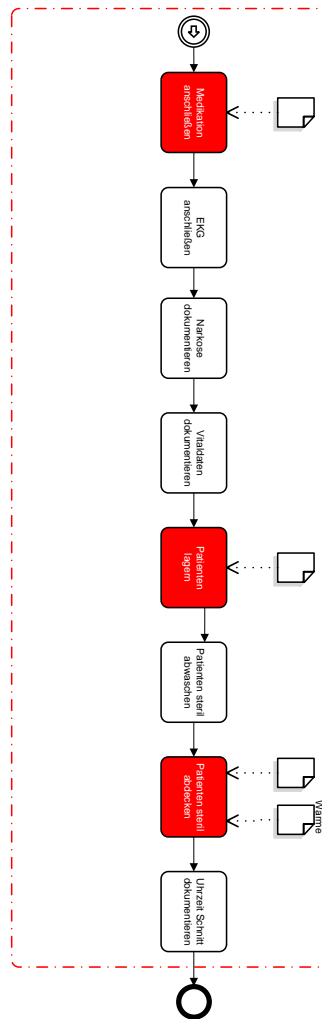 Medikation
anschließen
EKG
anschließen
Narkose
dokumentieren
Vitaldaten
dokumentieren
Patienten
lagern
Patienten steril
abwaschen
Patienten steril
abdecken
Wärme
Uhrzeit Schnitt
dokumentieren